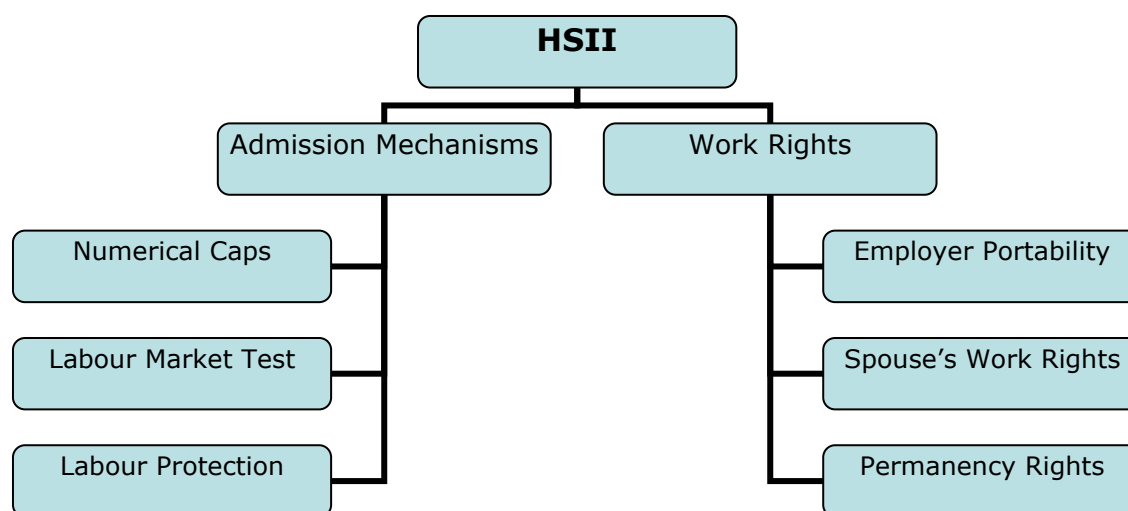 HSII
Admission Mechanisms
Work Rights
Numerical Caps
Employer Portability
Labour Market Test
Spouse’s Work Rights
Labour Protection
Permanency Rights